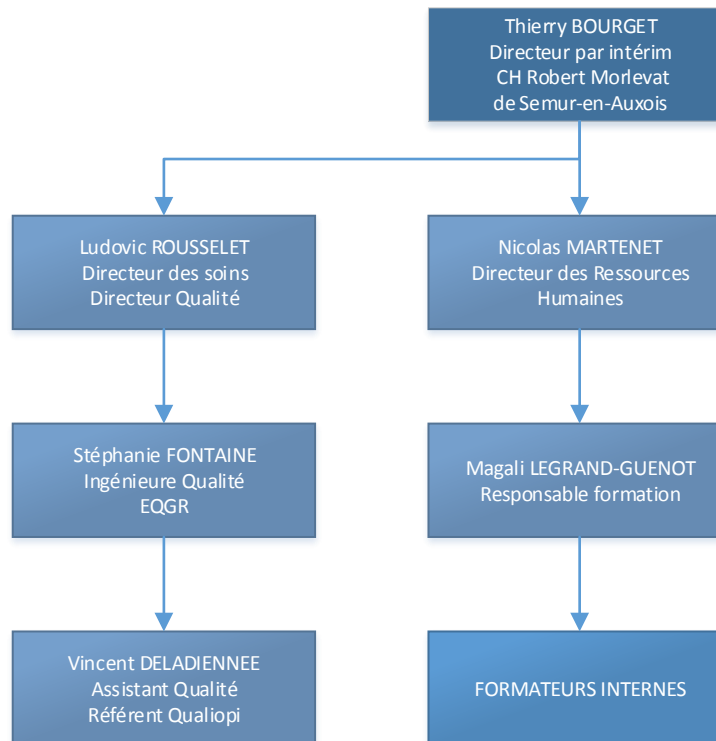 Thierry BOURGET
Directeur par intérim
CH Robert Morlevat
de Semur-en-Auxois
Ludovic ROUSSELET
Directeur des soins
Directeur Qualité
Nicolas MARTENET
Directeur des Ressources
Humaines
Stéphanie FONTAINE
Ingénieure Qualité
EQGR
Magali LEGRAND-GUENOT
Responsable formation
Vincent DELADIENNEE
Assistant Qualité
Référent Qualiopi
FORMATEURS INTERNES